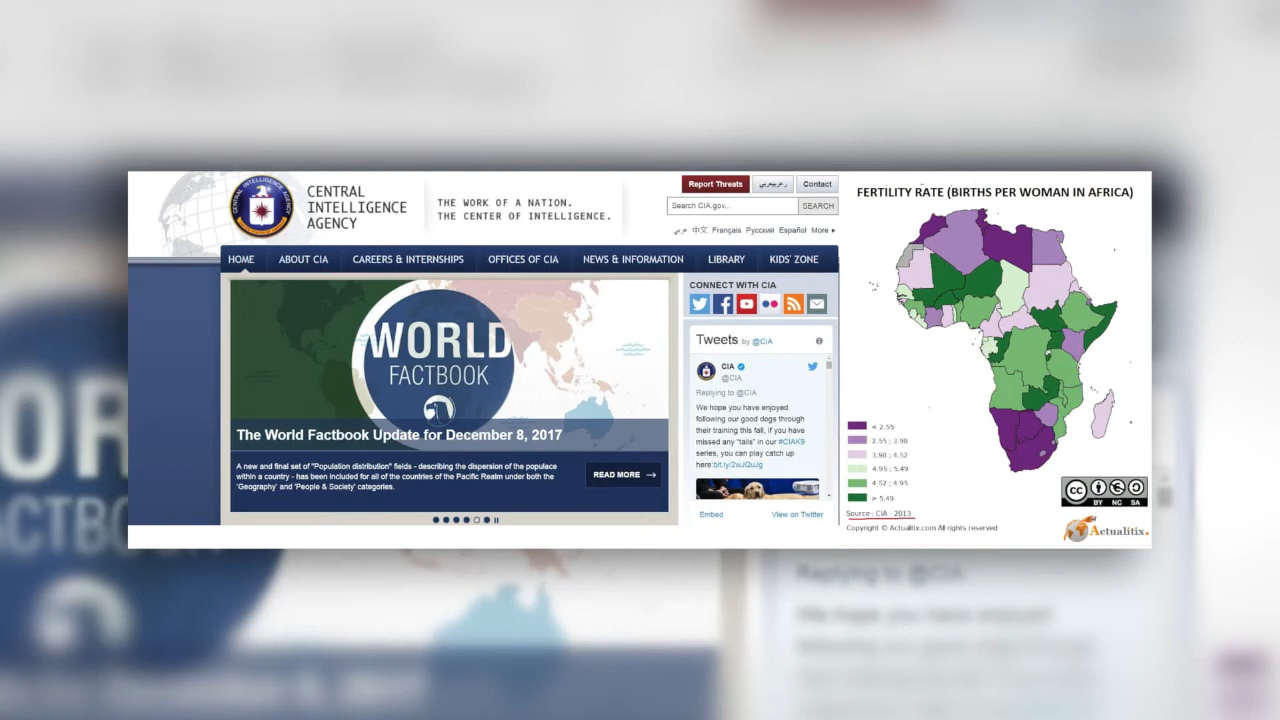 CENTRAL
INTELLIGENCE
AGENCY
THE WORK OF A NATION.
THE CENTER OF INTELLIGENCE.
Report Threats
Contact
Search CIA.gov...
SEARCH
عربي 中文 Français Русский Español More
HOME
ABOUT CIA
CAREERS & INTERNSHIPS
OFFICES OF CIA
NEWS & INFORMATION
LIBRARY
KIDS' ZONE
WORLD
FACTBOOK
The World Factbook Update for December 8, 2017
A new and final set of "Population distribution" fields - describing the dispersion of the populace
within a country - has been included for all of the countries of the Pacific Realm under both the
'Geography' and 'People & Society' categories.
READ MORE
CONNECT WITH CIA
Tweets by @CIA
CIA
@CIA
Replying to @CIA
We hope you have enjoyed
following our good dogs through
their training this fall, if you have
missed any "tails" in our #CIAK9
series, you can play catch up
here:bit.ly/2wJQuJg
Embed
View on Twitter
FERTILITY RATE (BIRTHS PER WOMAN IN AFRICA)
< 2.55
2.55 ; 3.98
3.98 ; 4.52
4.95 ; 5.49
4.52 ; 4.95
> 5.49
Source : CIA - 2013
Copyright © Actualitix.com All rights reserved
CC
BY NC SA
Actualitix.